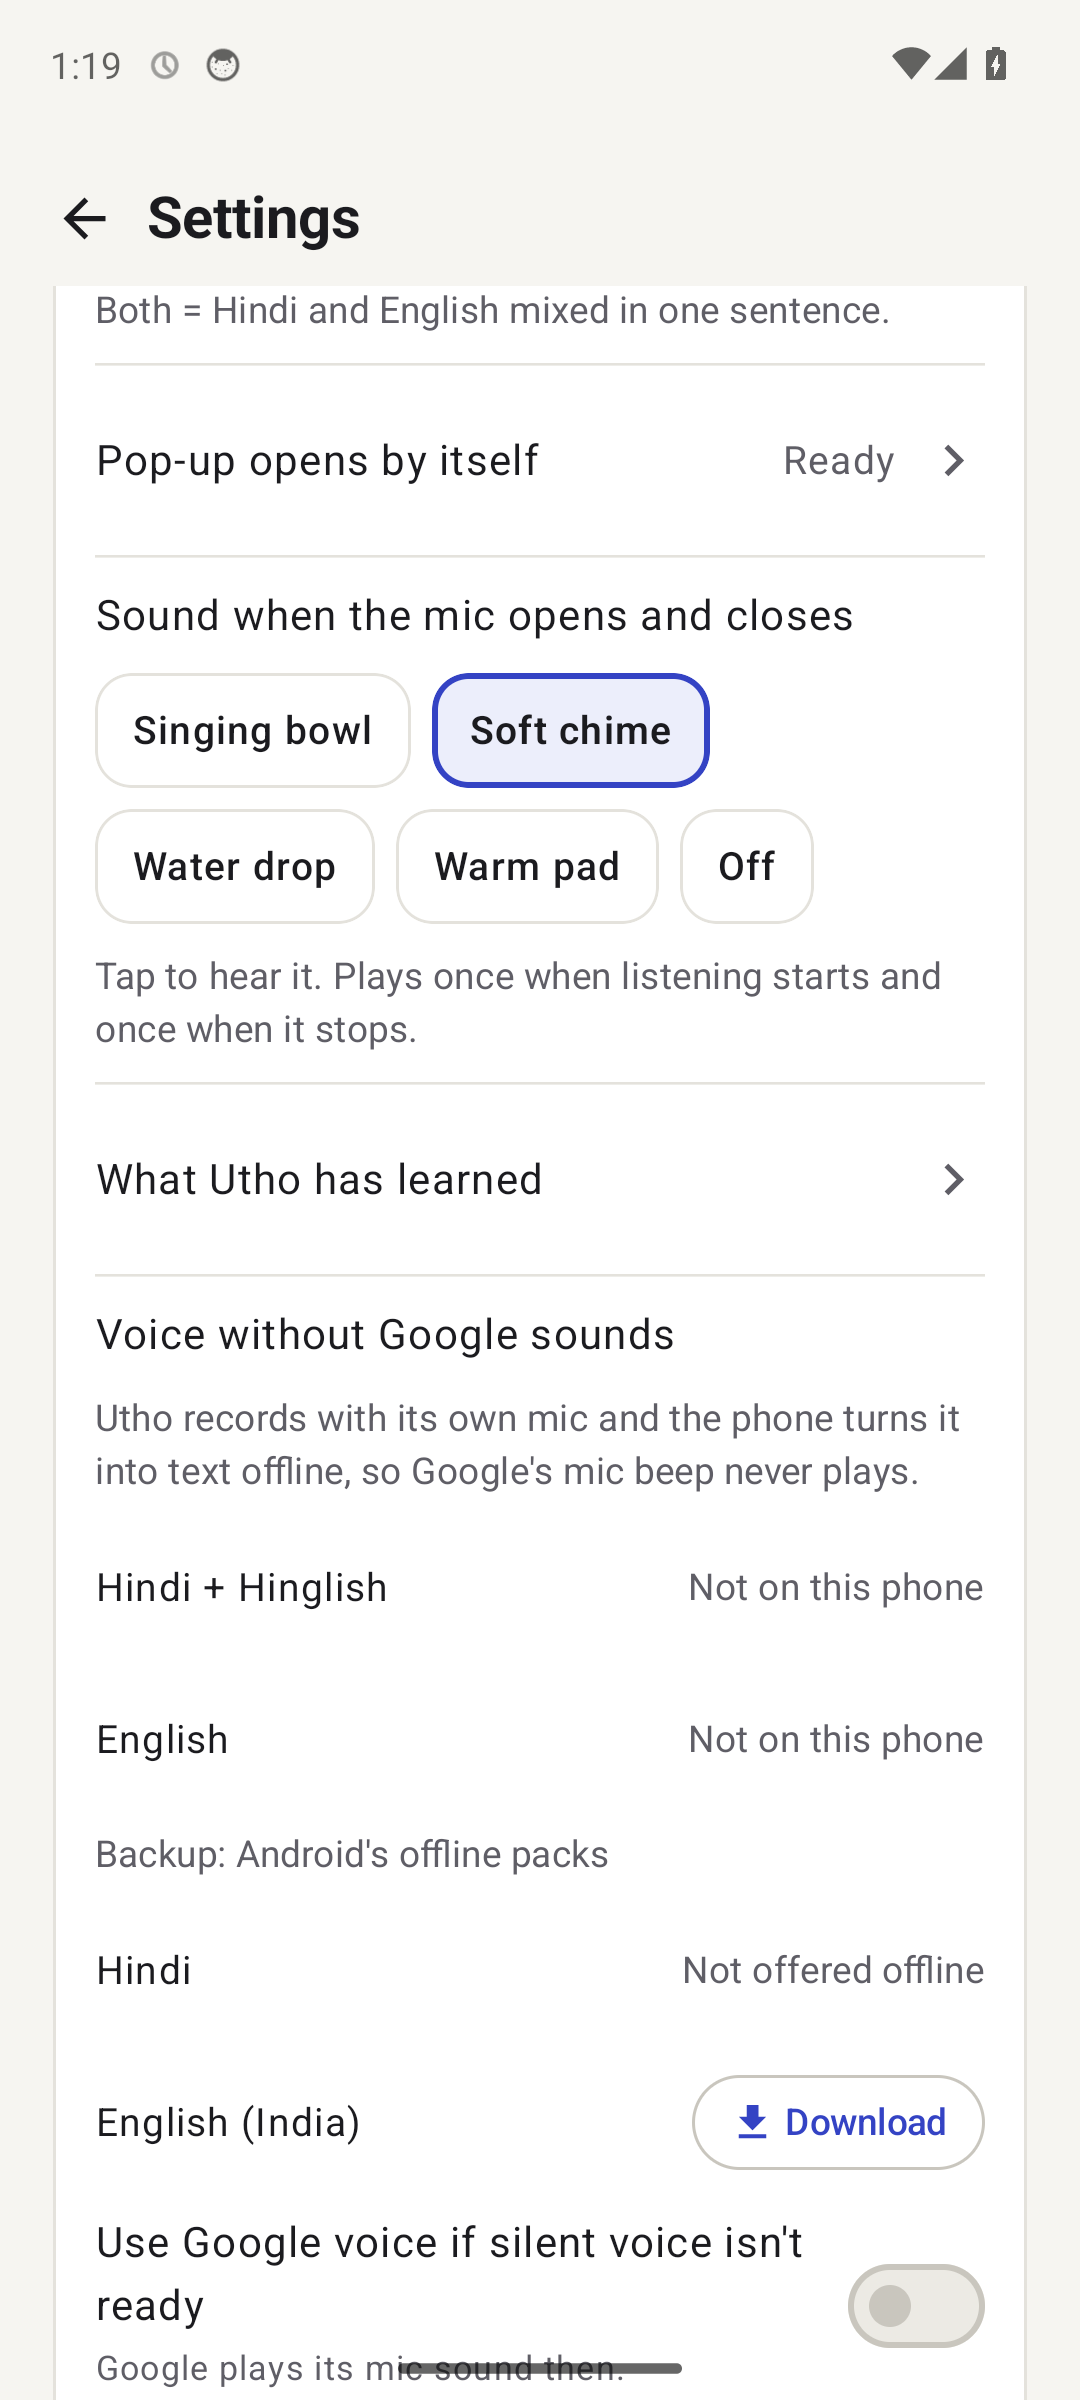 1:19
Settings
Both = Hindi and English mixed in one sentence.
Pop-up opens by itself
Ready
Sound when the mic opens and closes
Singing bowl
Soft chime
Water drop
Warm pad
Off
Tap to hear it. Plays once when listening starts and
once when it stops.
What Utho has learned
Voice without Google sounds
Utho records with its own mic and the phone turns it
into text offline, so Google's mic beep never plays.
Hindi + Hinglish
Not on this phone
English
Not on this phone
Backup: Android's offline packs
Hindi
Not offered offline
English (India)
Download
Use Google voice if silent voice isn't
ready
Google plays its mic sound then.